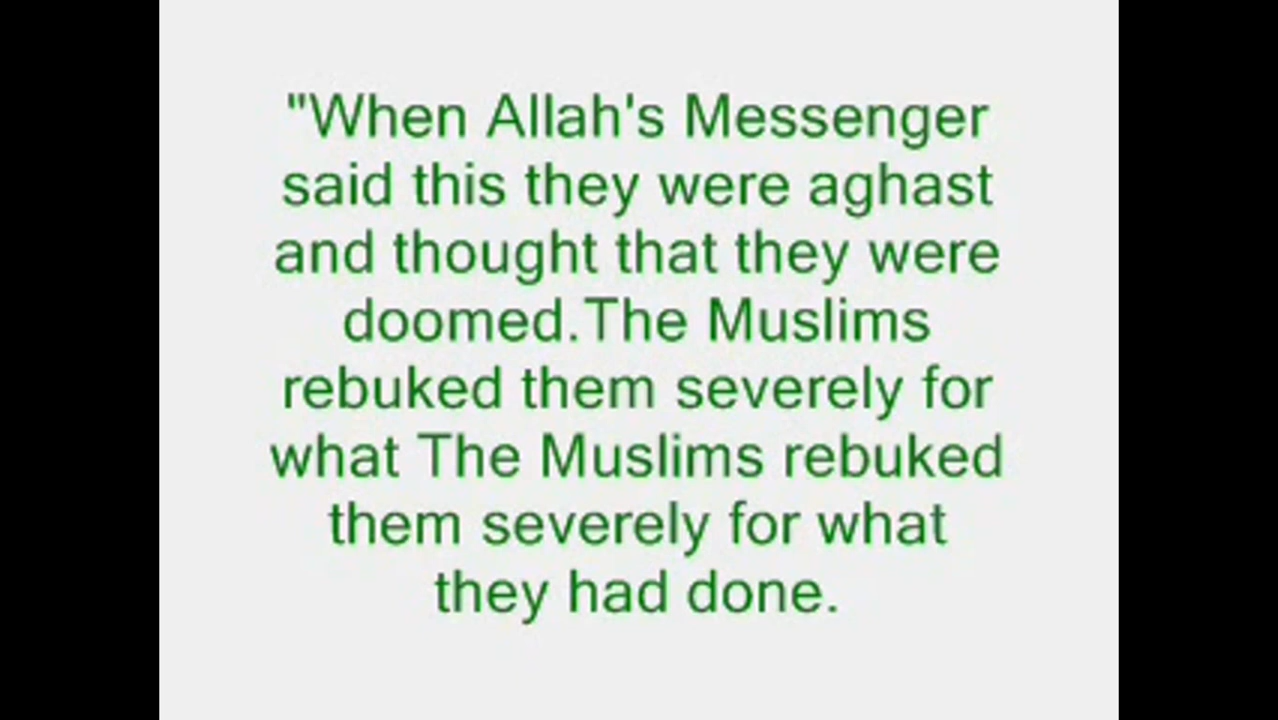 "When Allah's Messenger
said this they were aghast
and thought that they were
doomed.The Muslims
rebuked them severely for
what The Muslims rebuked
them severely for what
they had done.